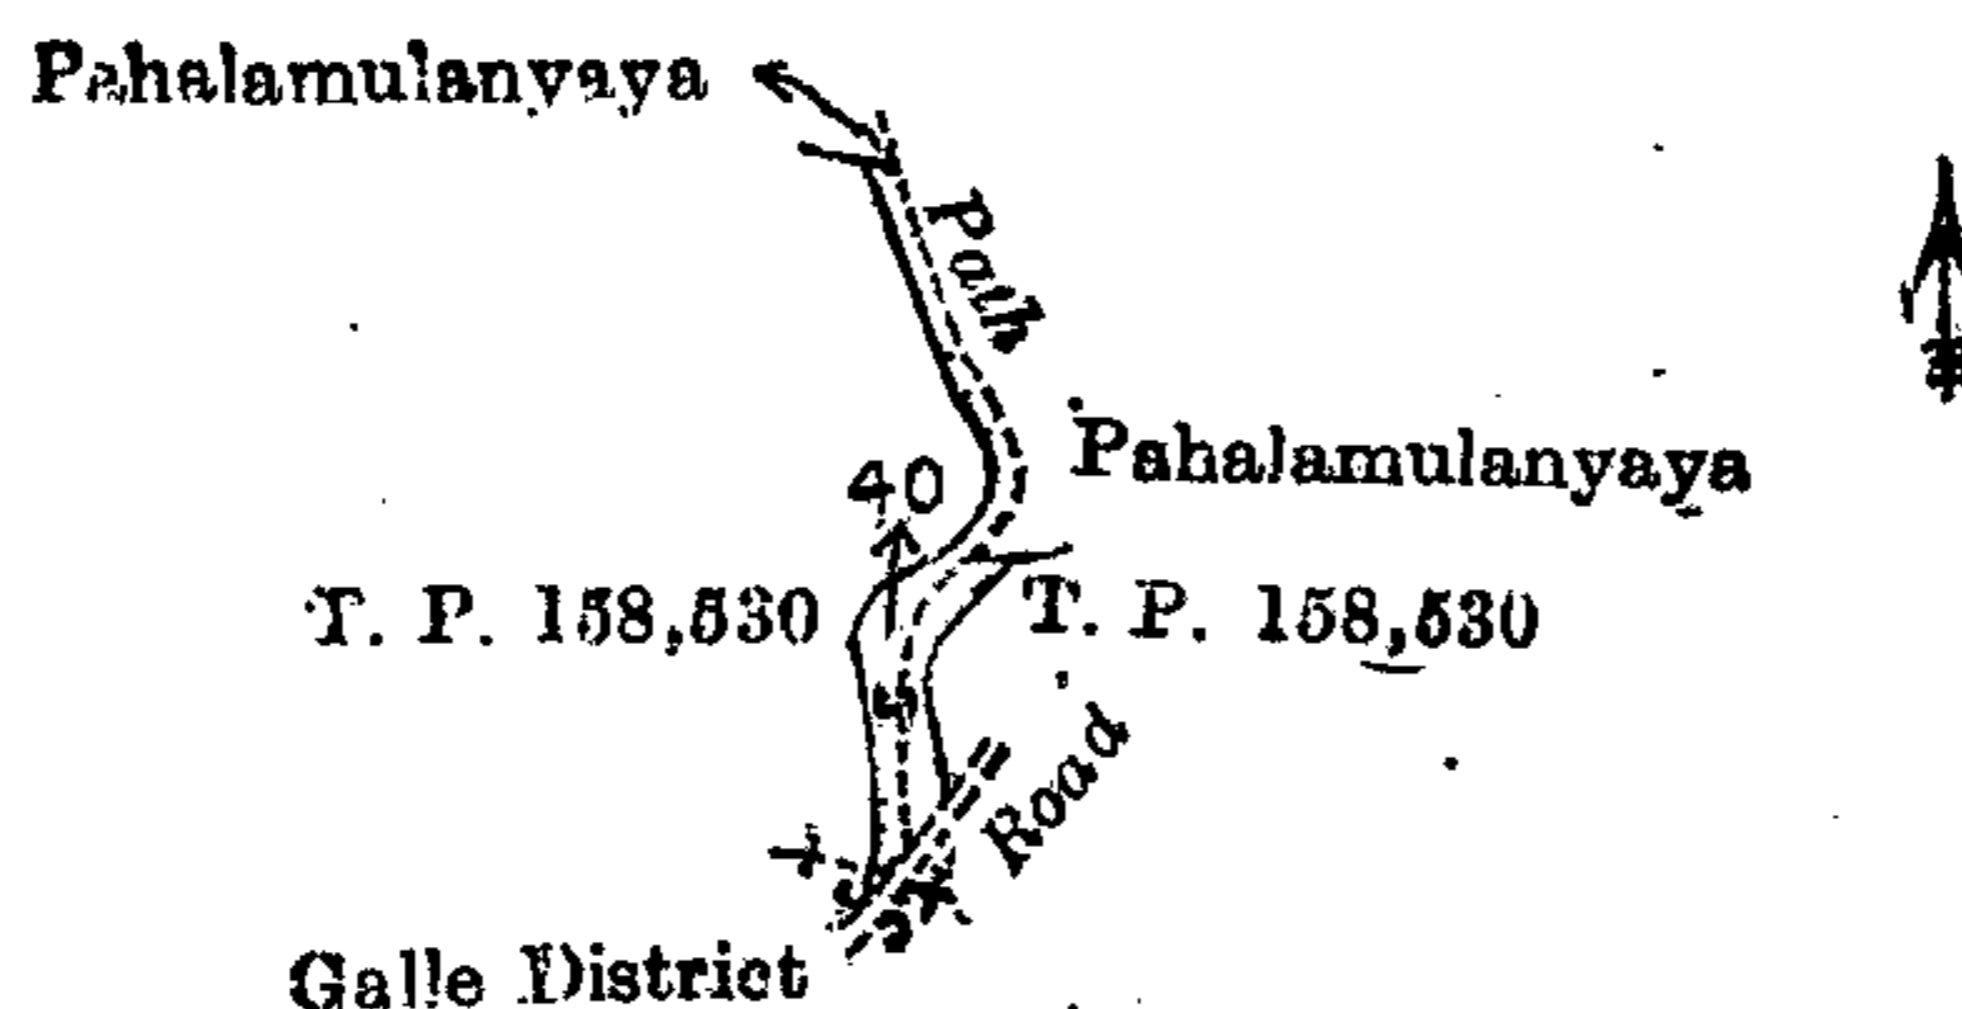 Pahalamulanyaya
Path
Pahalamulanyaya
40
T. P. 158,530
T. P. 158,530
Road
Galle District